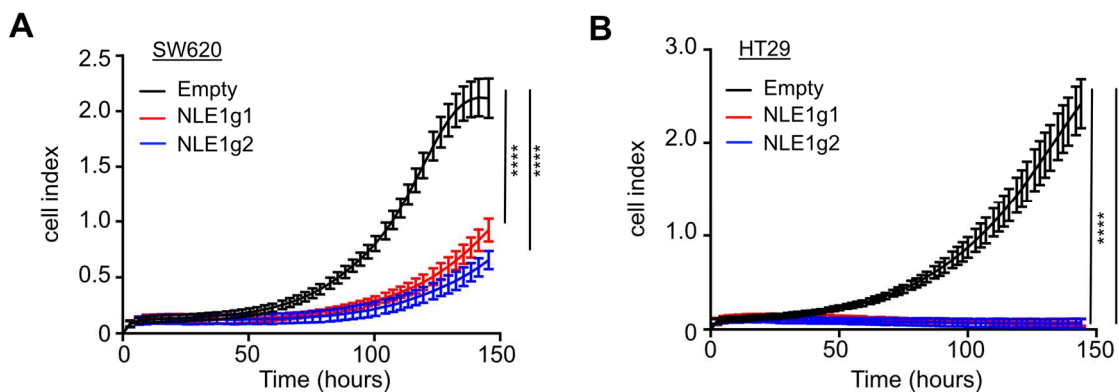 A
SW620
2.5
2.0
1.5
1.0
0.5
0
cell index
Empty
NLE1g1
NLE1g2
****
****
0
50
100
150
Time (hours)
B
HT29
3.0
2.0
1.0
0
cell index
Empty
NLE1g1
NLE1g2
****
0
50
100
150
Time (hours)